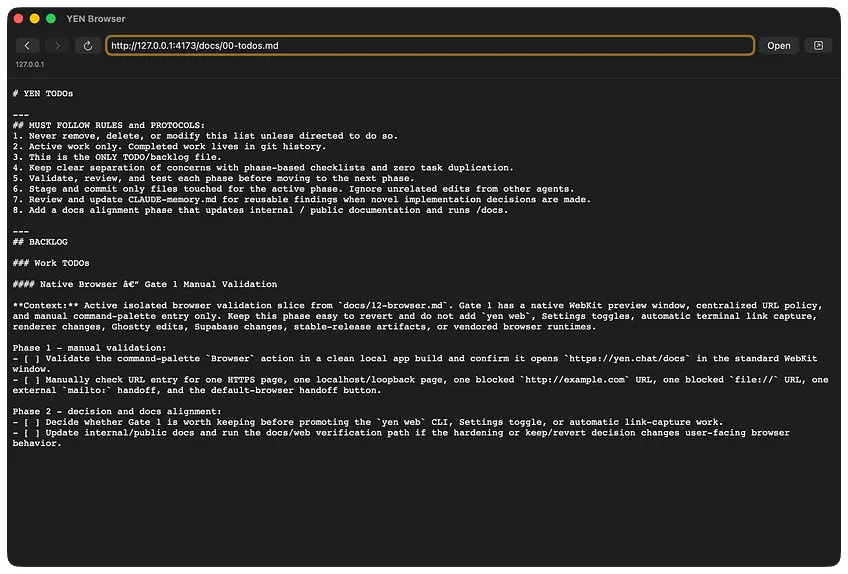 YEN Browser
http://127.0.0.1:4173/docs/00-todos.md
Open
127.0.0.1
# YEN TODOs
---
## MUST FOLLOW RULES and PROTOCOLS:
1. Never remove, delete, or modify this list unless directed to do so.
2. Active work only. Completed work lives in git history.
3. This is the ONLY TODO/backlog file.
4. Keep clear separation of concerns with phase-based checklists and zero task duplication.
5. Validate, review, and test each phase before moving to the next phase.
6. Stage and commit only files touched for the active phase. Ignore unrelated edits from other agents.
7. Review and update CLAUDE-memory.md for reusable findings when novel implementation decisions are made.
8. Add a docs alignment phase that updates internal / public documentation and runs /docs.
---
## BACKLOG
### Work TODOs
#### Native Browser â€” Gate 1 Manual Validation
**Context:** Active isolated browser validation slice from `docs/12-browser.md`. Gate 1 has a native WebKit preview window, centralized URL policy,
and manual command-palette entry only. Keep this phase easy to revert and do not add `yen web`, Settings toggles, automatic terminal link capture,
renderer changes, Ghostty edits, Supabase changes, stable-release artifacts, or vendored browser runtimes.
Phase 1 - manual validation:
- [ ] Validate the command-palette `Browser` action in a clean local app build and confirm it opens `https://yen.chat/docs` in the standard WebKit
window.
- [ ] Manually check URL entry for one HTTPS page, one localhost/loopback page, one blocked `http://example.com` URL, one blocked `file://` URL, one
external `mailto:` handoff, and the default-browser handoff button.
Phase 2 - decision and docs alignment:
- [ ] Decide whether Gate 1 is worth keeping before promoting the `yen web` CLI, Settings toggle, or automatic link-capture work.
- [ ] Update internal/public docs and run the docs/web verification path if the hardening or keep/revert decision changes user-facing browser
behavior.